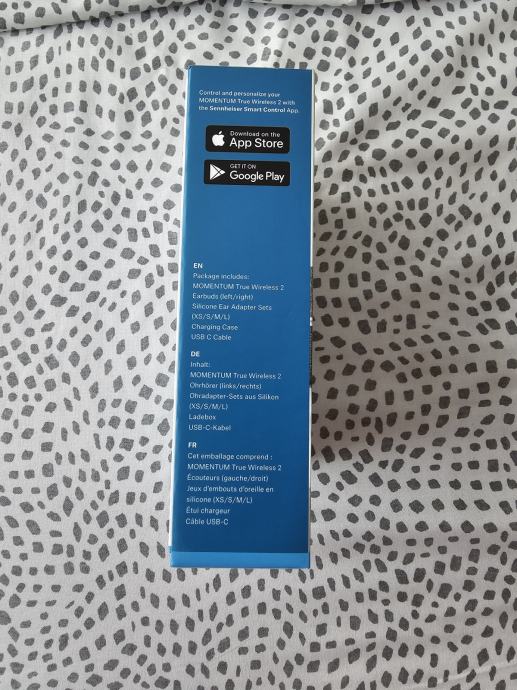 Control and personalize your
MOMENTUM True Wireless 2 with
the Sennheiser Smart Control App.
Download on the
App Store
GET IT ON
Google Play
EN
Package includes:
MOMENTUM True Wireless 2
Earbuds (left/right)
Silicone Ear Adapter Sets
(XS/S/M/L)
Charging Case
USB C Cable
DE
Inhalt:
MOMENTUM True Wireless 2
Ohrhörer (links/rechts)
Ohradapter-Sets aus Silikon
(XS/S/M/L)
Ladebox
USB-C-Kabel
FR
Cet emballage comprend :
MOMENTUM True Wireless 2
Écouteurs (gauche/droit)
Jeux d'embouts d'oreille en
silicone (XS/S/M/L)
Étui chargeur
Câble USB-C